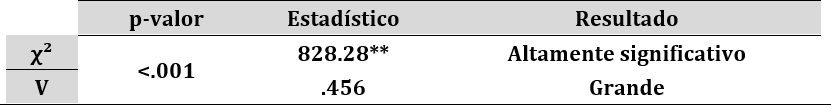 p-valor Estadístico Resultado
χ² <.001 828.28** Altamente significativo
V .456 Grande